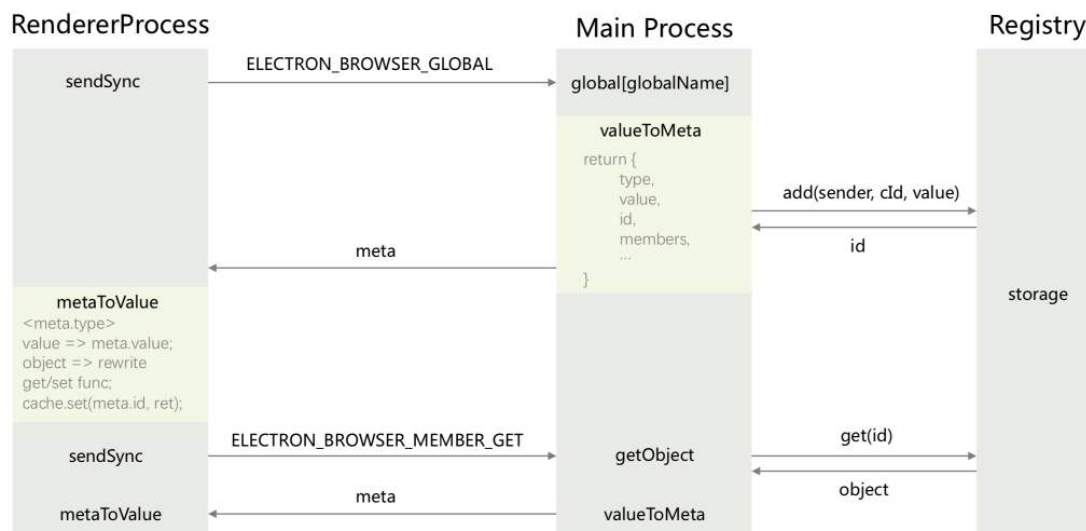 RendererProcess
Main Process
Registry
sendSync
ELECTRON_BROWSER_GLOBAL
global[globalName]
valueToMeta
return {
type,
value,
id,
members,
...
}
add(sender, cId, value)
id
meta
metaToValue
<meta.type>
value => meta.value;
object => rewrite
get/set func;
cache.set(meta.id, ret);
storage
sendSync
ELECTRON_BROWSER_MEMBER_GET
getObject
get(id)
object
meta
metaToValue
valueToMeta